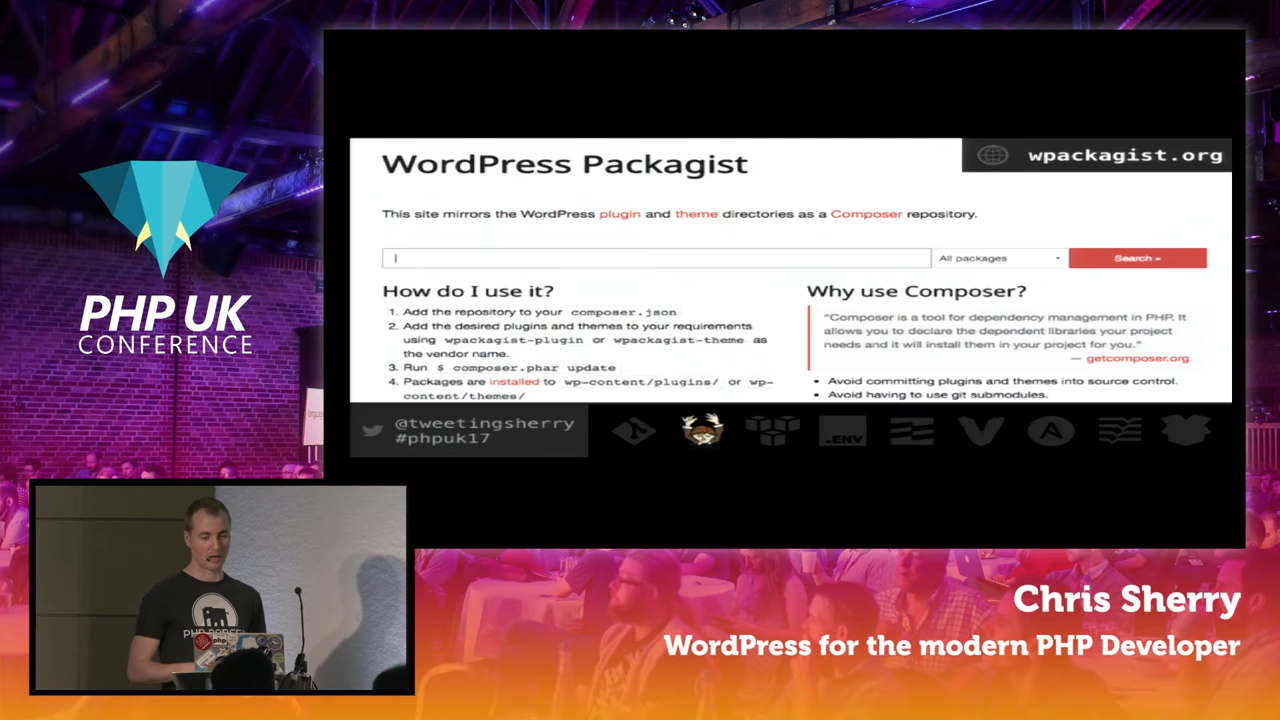 WordPress Packagist
wpackagist.org
This site mirrors the WordPress plugin and theme directories as a Composer repository.
All packages
Search »
How do I use it?
1. Add the repository to your composer.json
2. Add the desired plugins and themes to your requirements
using wpackagist-plugin or wpackagist-theme as
the vendor name.
3. Run $ composer.phar update
4. Packages are installed to wp-content/plugins/ or wp-
content/themes/
Why use Composer?
“Composer is a tool for dependency management in PHP. It
allows you to declare the dependent libraries your project
needs and it will install them in your project for you.”
— getcomposer.org
• Avoid committing plugins and themes into source control.
• Avoid having to use git submodules.
@tweetingsherry
#phpuk17
.ENV
PHP UK
CONFERENCE
php
Chris Sherry
WordPress for the modern PHP Developer